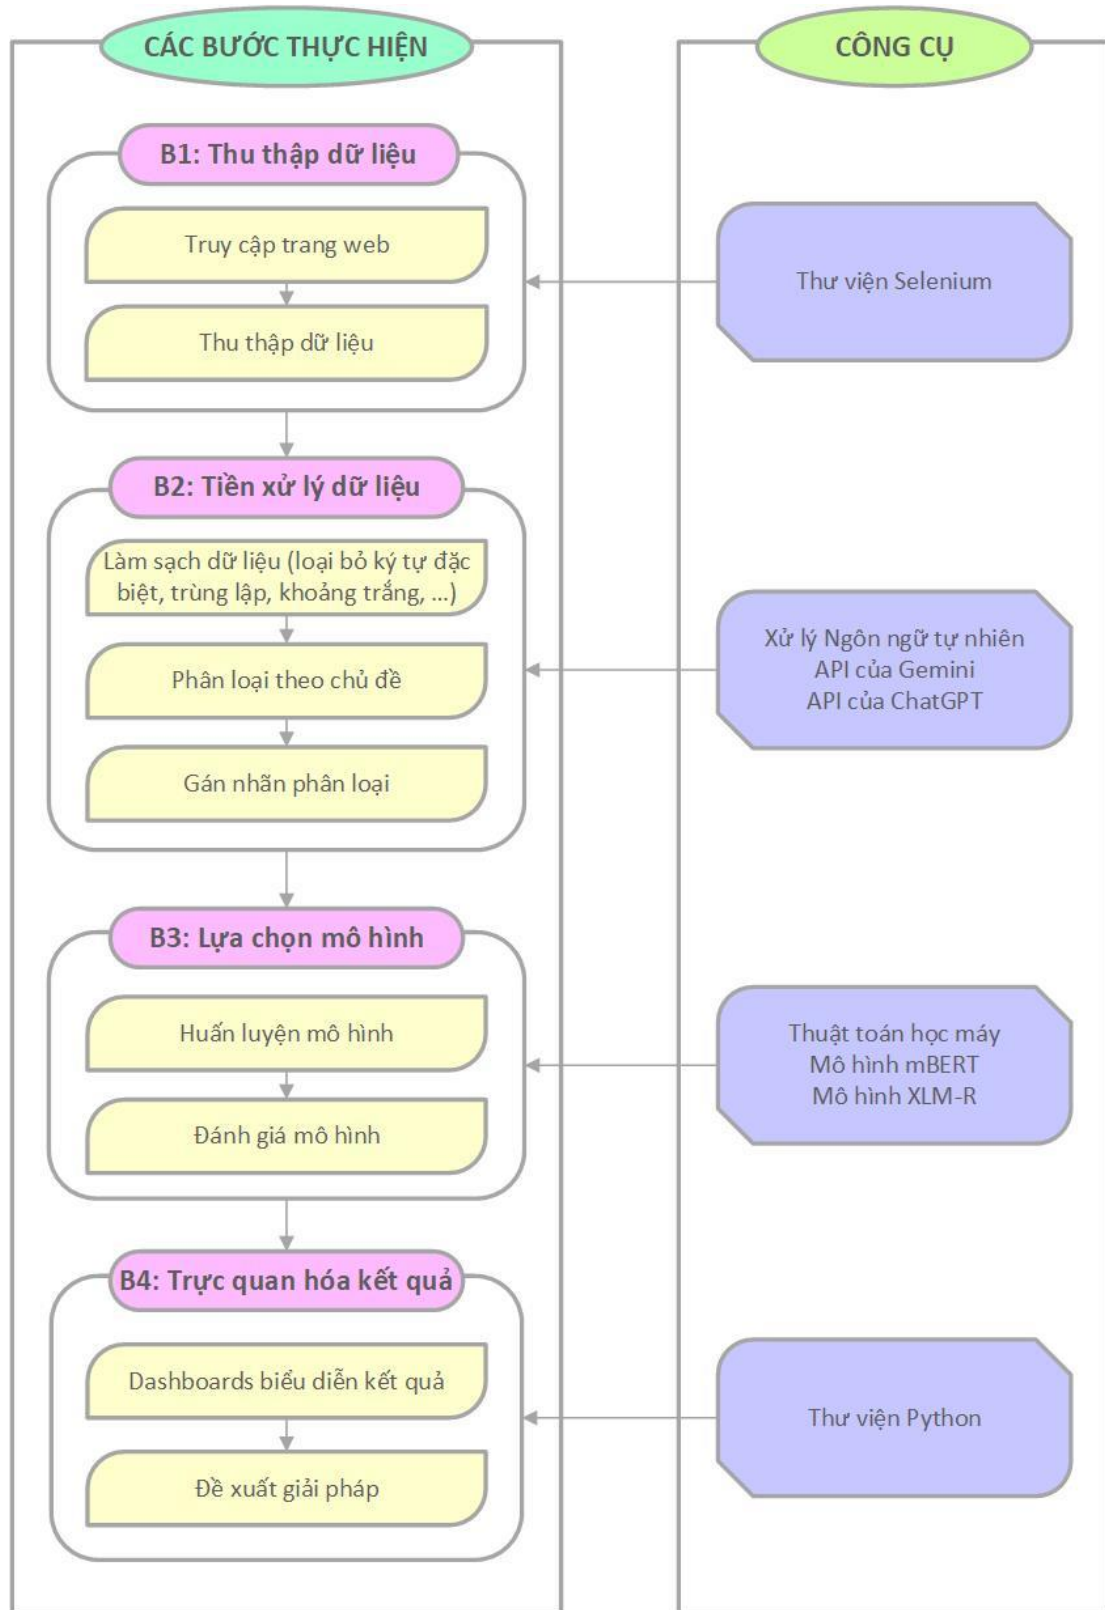 CÁC BƯỚC THỰC HIỆN
CÔNG CỤ
B1: Thu thập dữ liệu
Truy cập trang web
Thu thập dữ liệu
Thư viện Selenium
B2: Tiền xử lý dữ liệu
Làm sạch dữ liệu (loại bỏ ký tự đặc
biệt, trùng lập, khoảng trắng, ...)
Phân loại theo chủ đề
Gán nhãn phân loại
Xử lý Ngôn ngữ tự nhiên
API của Gemini
API của ChatGPT
B3: Lựa chọn mô hình
Huấn luyện mô hình
Đánh giá mô hình
Thuật toán học máy
Mô hình mBERT
Mô hình XLM-R
B4: Trực quan hóa kết quả
Dashboards biểu diễn kết quả
Đề xuất giải pháp
Thư viện Python